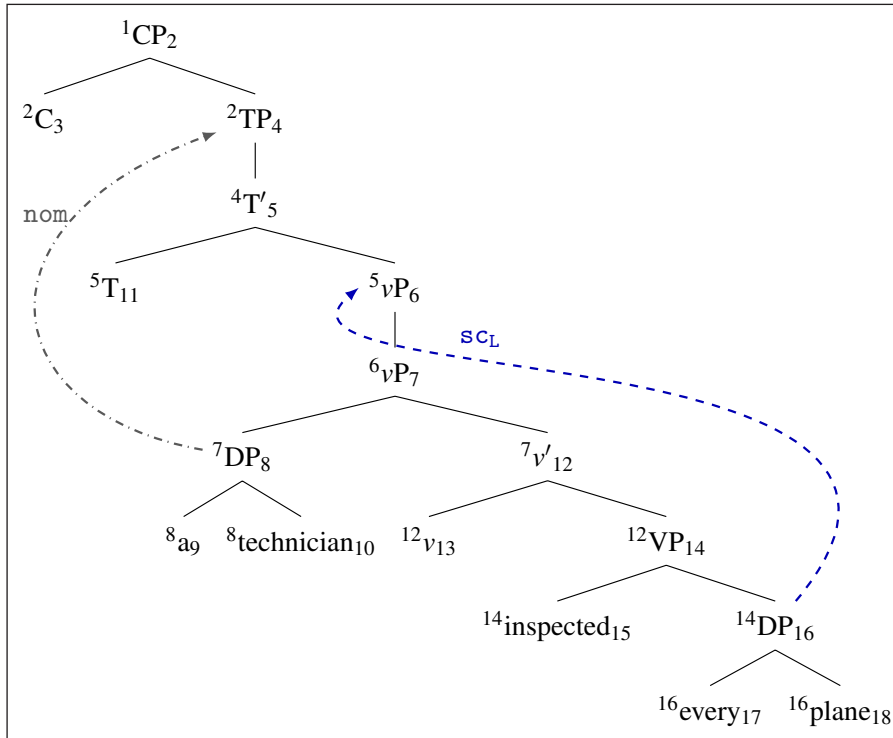 ¹CP₂
²C₃ ²TP₄
nom ⁴T′₅
⁵T₁₁ ⁵vP₆
sc_L
⁶vP₇
⁷DP₈ ⁷v′₁₂
⁸a₉ ⁸technician₁₀ ¹²v₁₃ ¹²VP₁₄
¹⁴inspected₁₅ ¹⁴DP₁₆
¹⁶every₁₇ ¹⁶plane₁₈